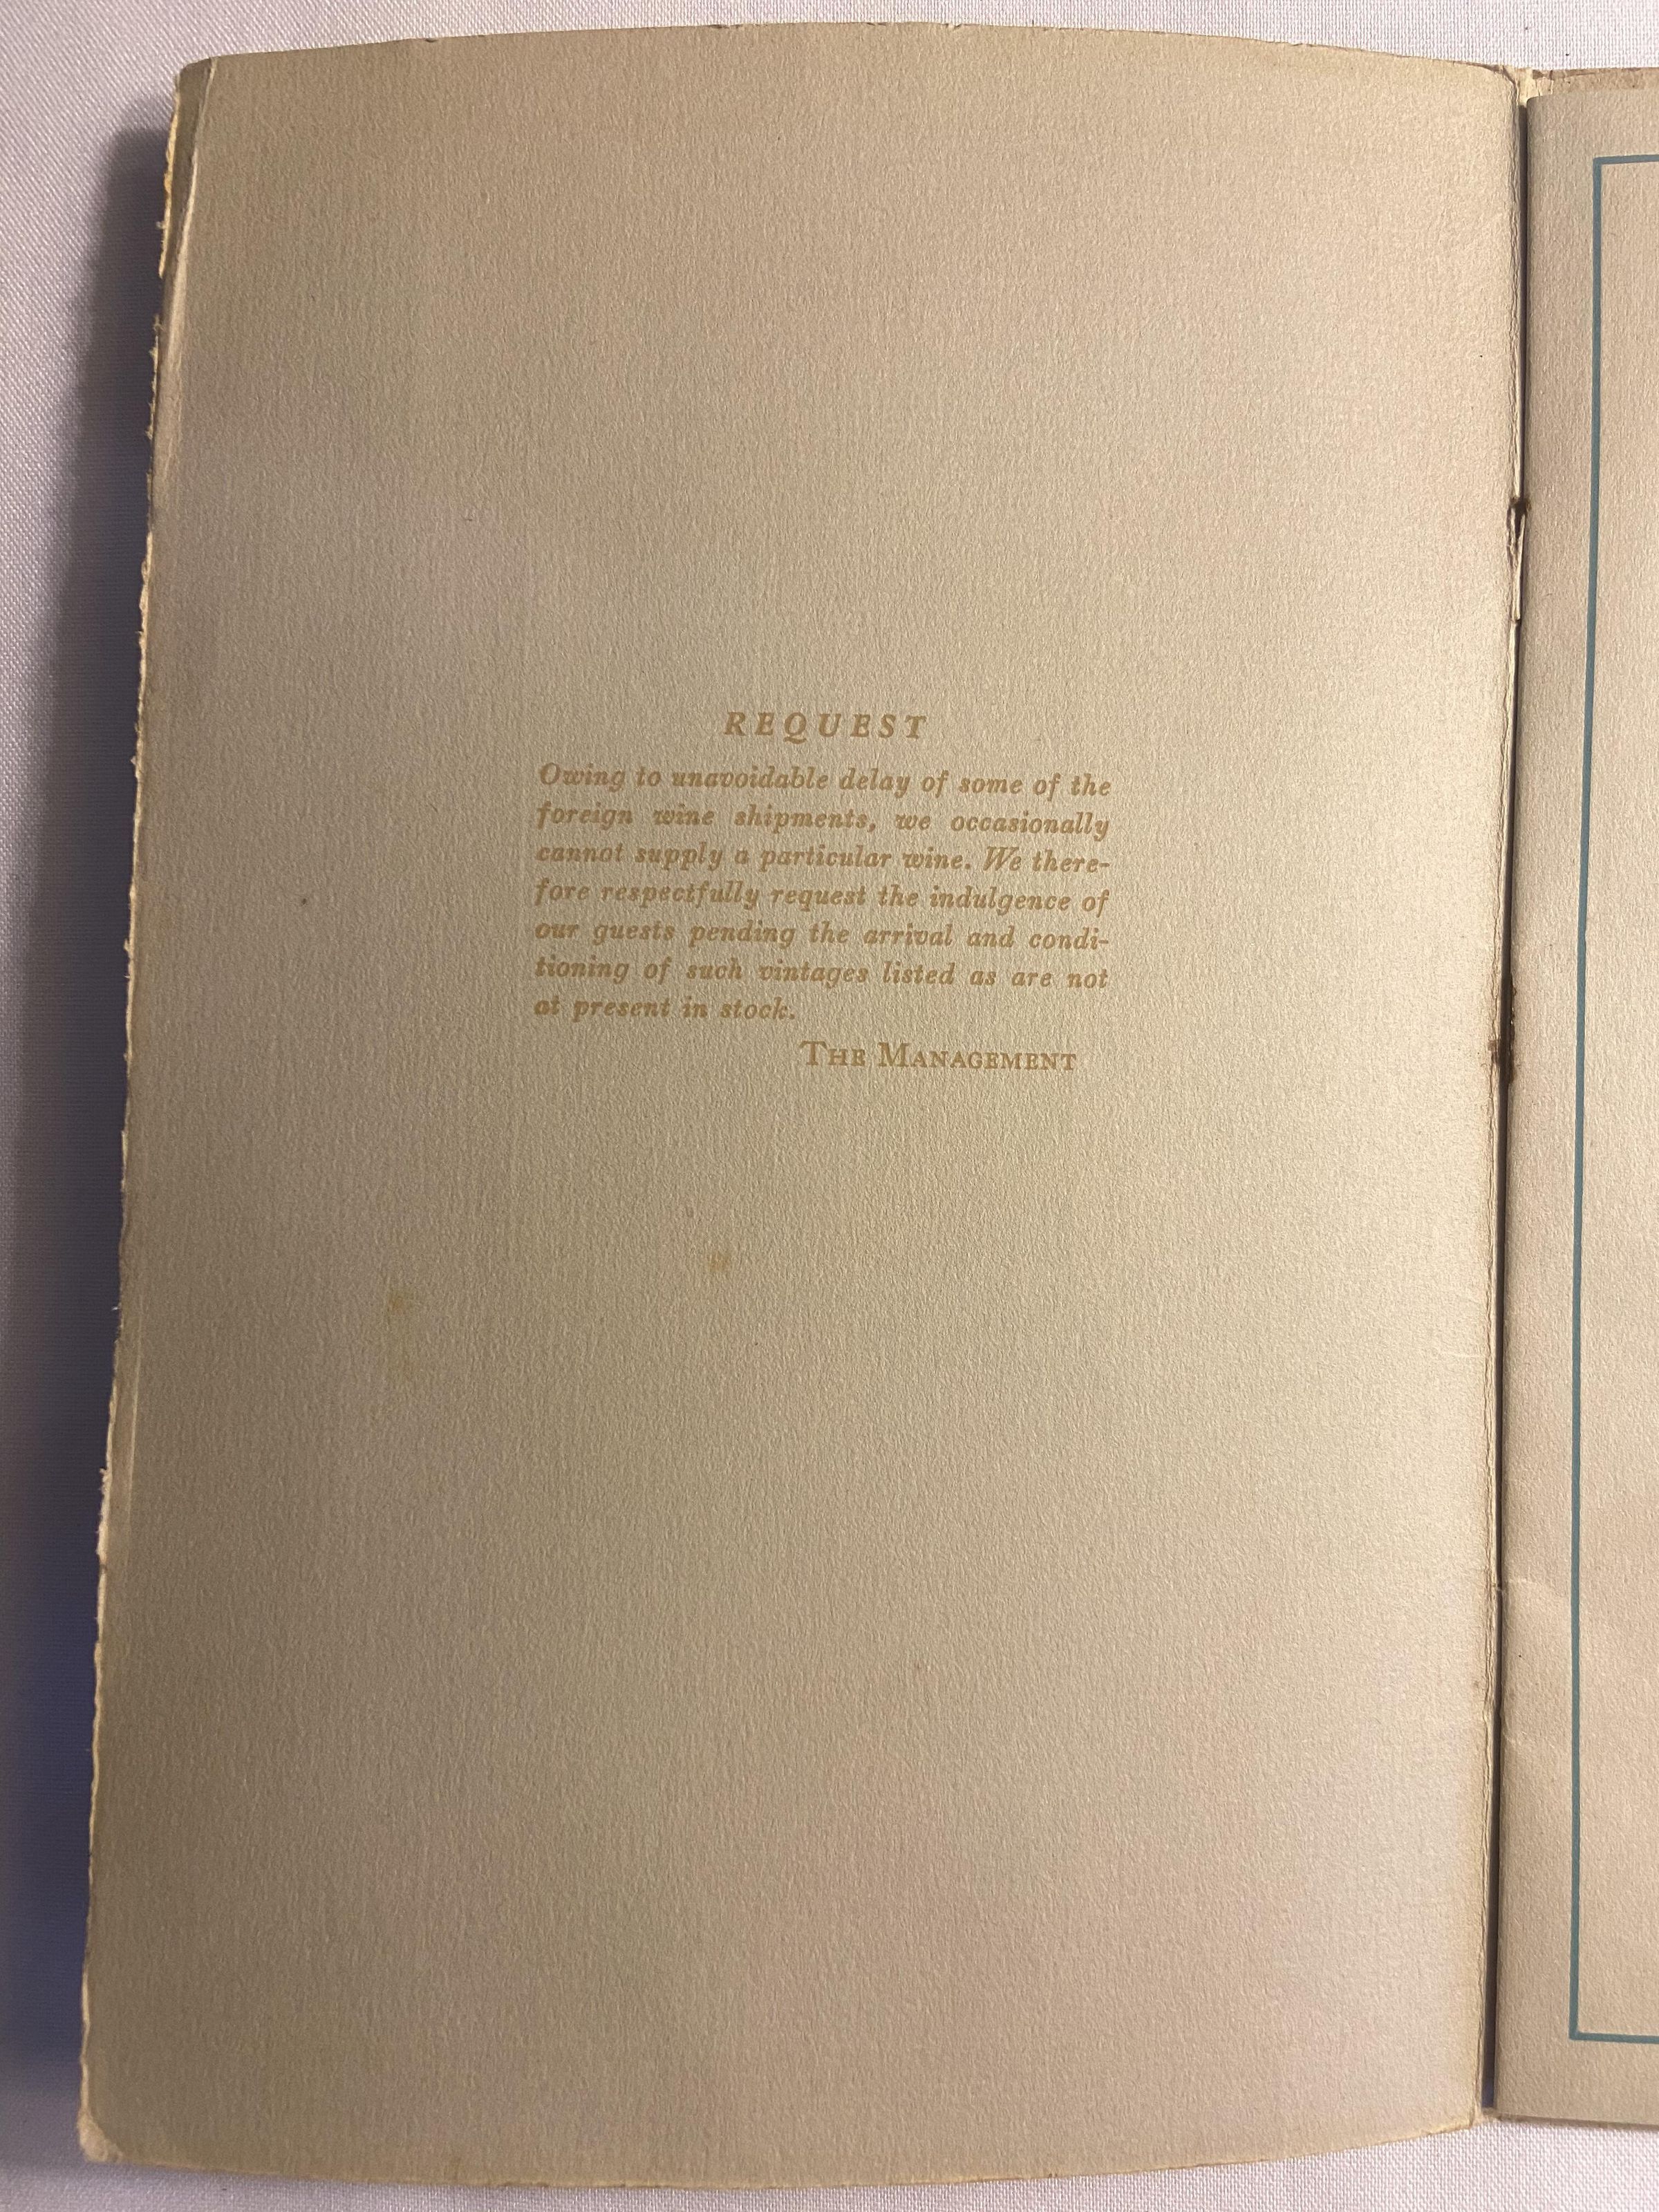 REQUEST
Owing to unavoidable delay of some of the
foreign wine shipments, we occasionally
cannot supply a particular wine. We there-
fore respectfully request the indulgence of
our guests pending the arrival and condi-
tioning of such vintages listed as are not
at present in stock.
THE MANAGEMENT